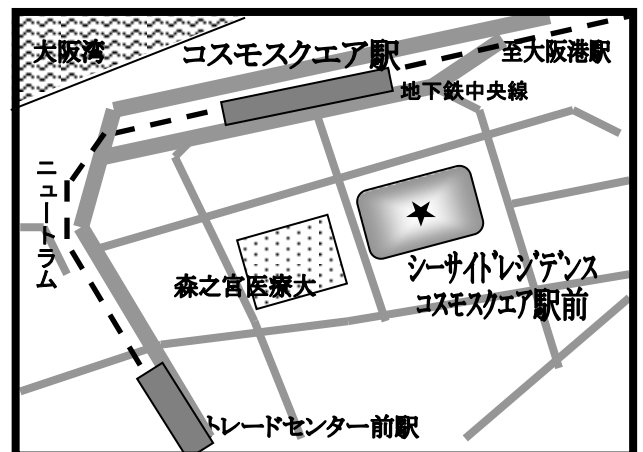 大阪湾
コスモスクエア駅
至大阪港駅
地下鉄中央線
ニュートラム
シーサイドレジデンス
コスモスクエア駅前
森之宮医療大
トレードセンター前駅